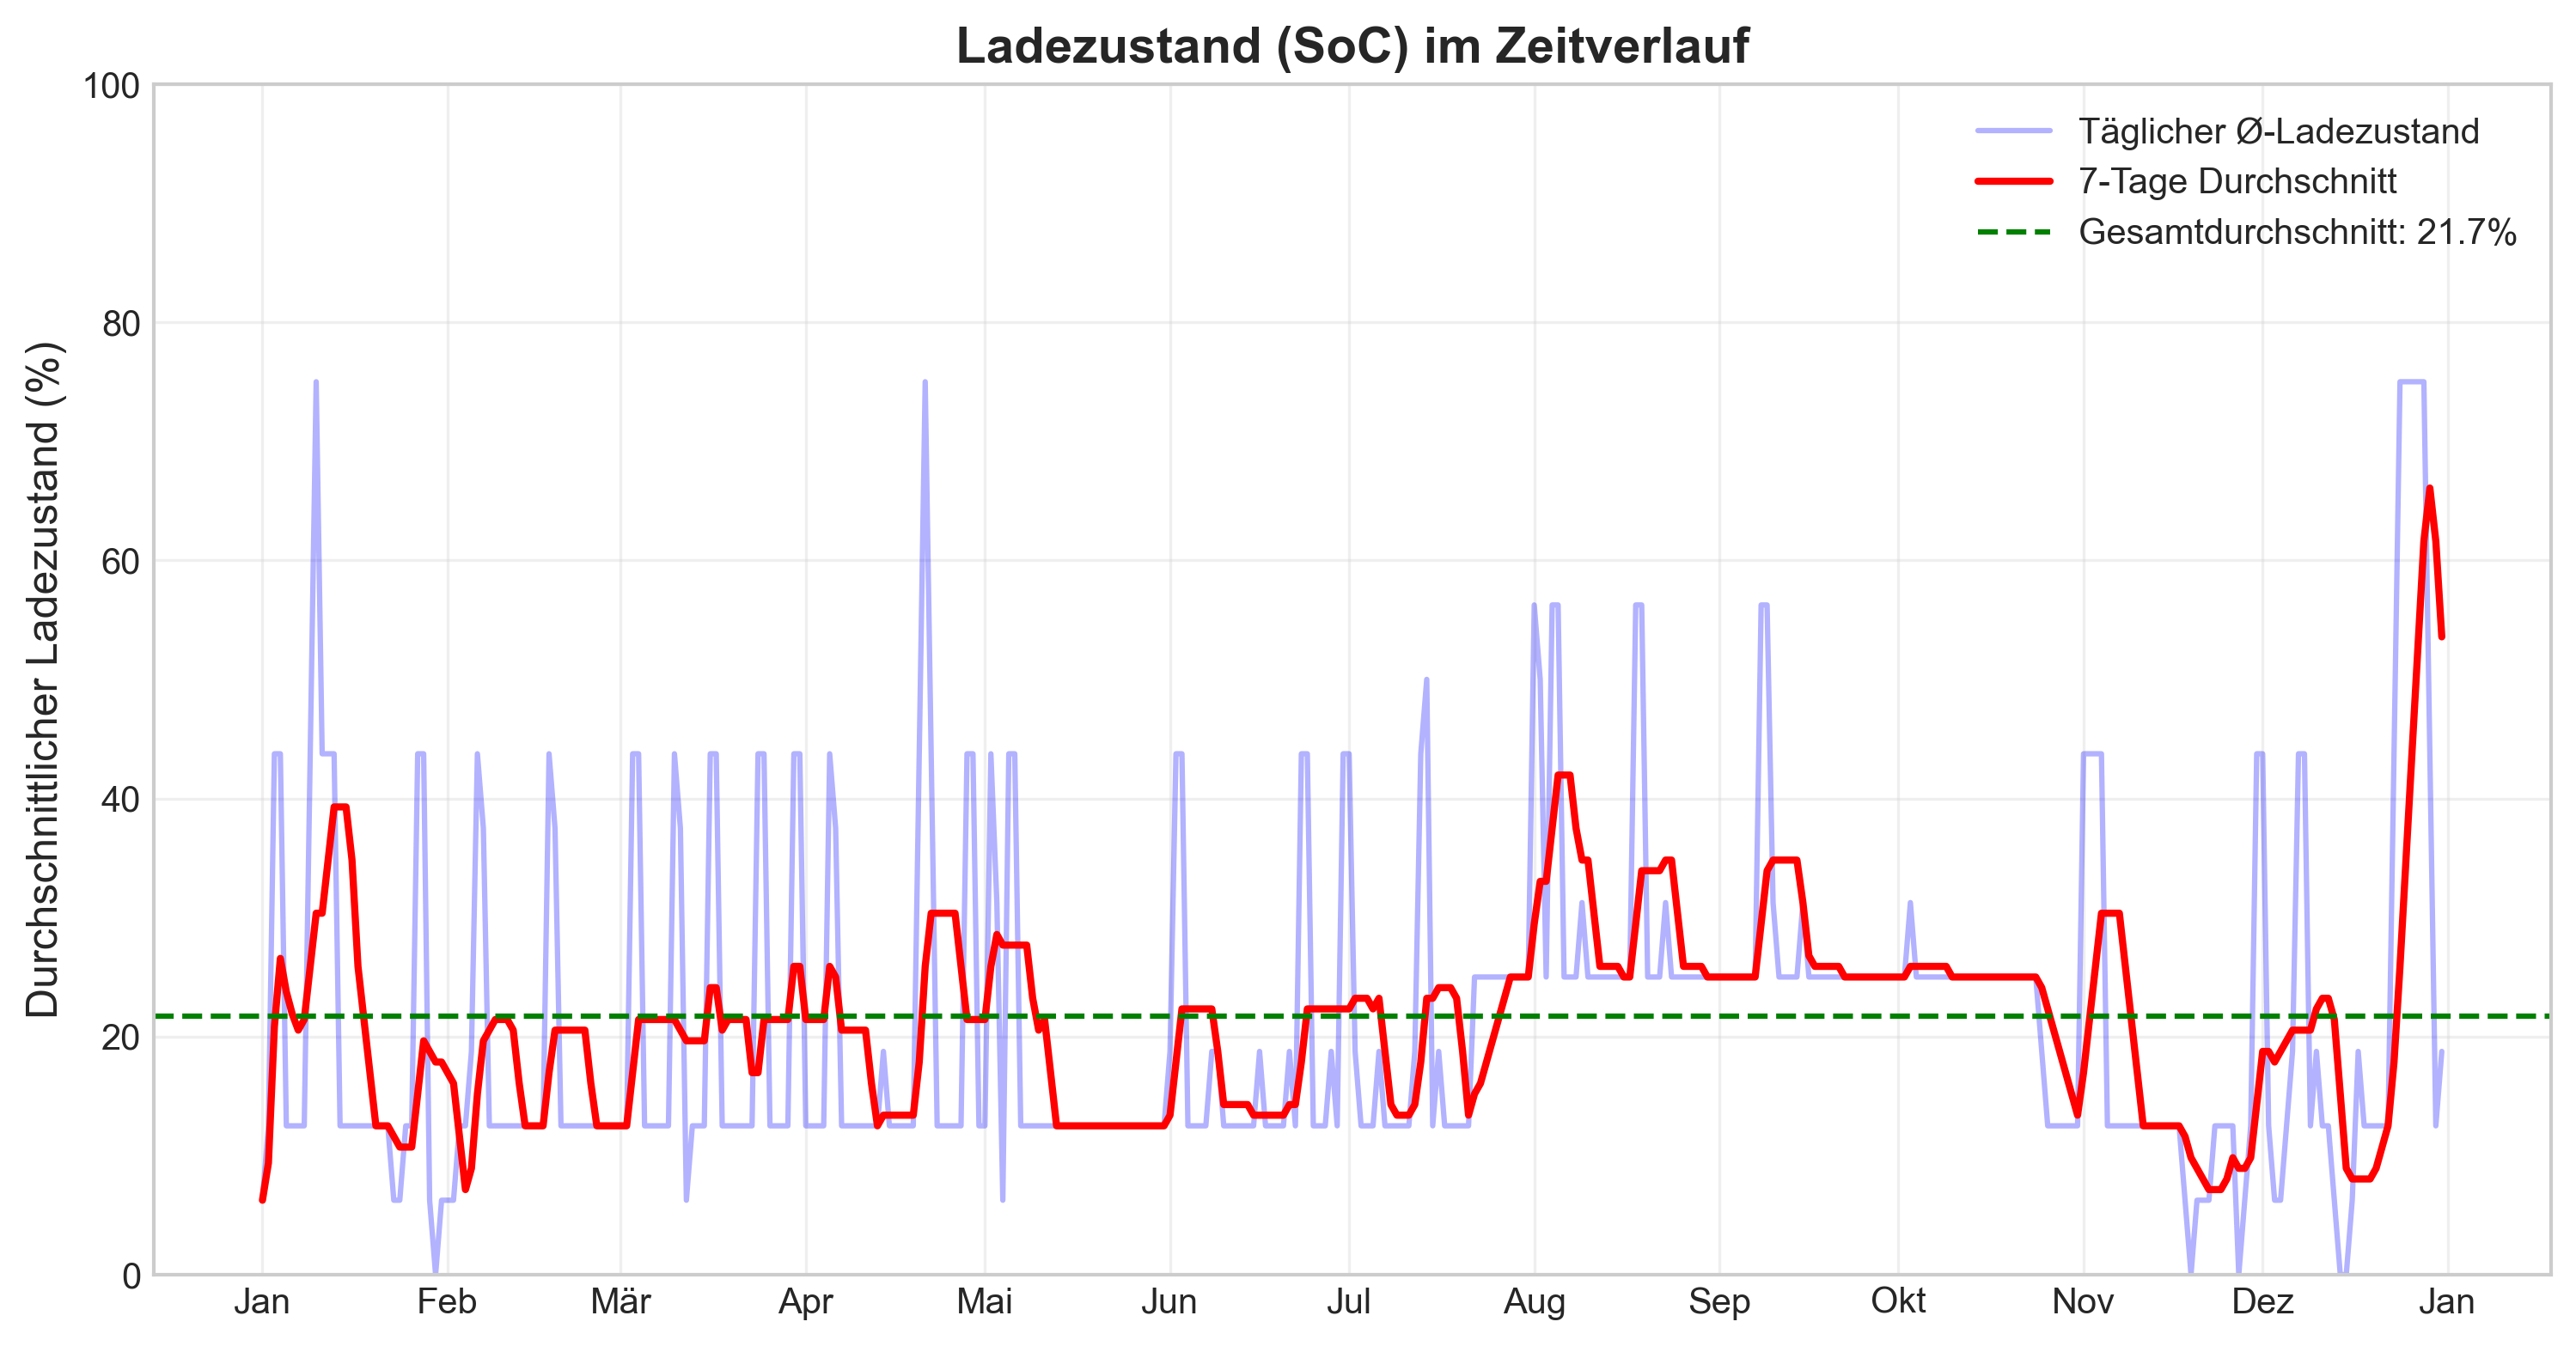 Ladezustand (SoC) im Zeitverlauf
Durchschnittlicher Ladezustand (%)
100
80
60
40
20
0
Täglicher Ø-Ladezustand
7-Tage Durchschnitt
Gesamtdurchschnitt: 21.7%
Jan Feb Mär Apr Mai Jun Jul Aug Sep Okt Nov Dez Jan